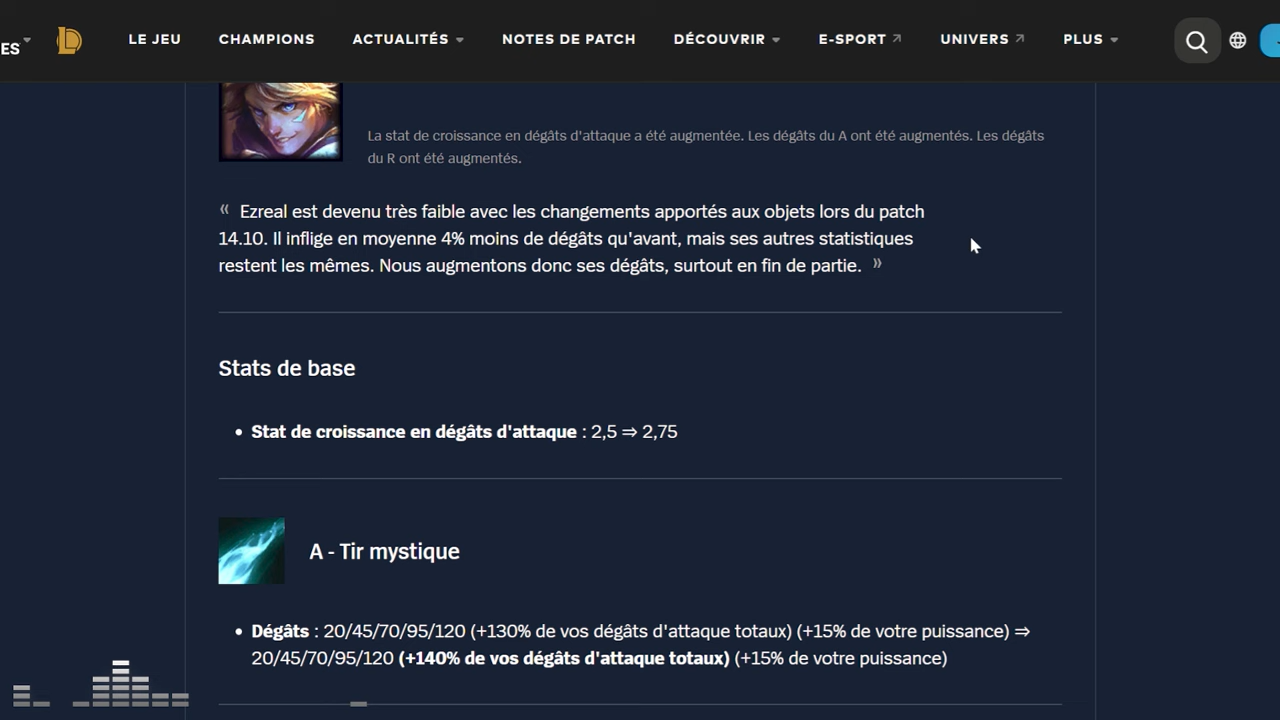 ES
LE JEU CHAMPIONS ACTUALITÉS NOTES DE PATCH DÉCOUVRIR E-SPORT UNIVERS PLUS
La stat de croissance en dégâts d'attaque a été augmentée. Les dégâts du A ont été augmentés. Les dégâts
du R ont été augmentés.
« Ezreal est devenu très faible avec les changements apportés aux objets lors du patch
14.10. Il inflige en moyenne 4% moins de dégâts qu'avant, mais ses autres statistiques
restent les mêmes. Nous augmentons donc ses dégâts, surtout en fin de partie. »
Stats de base
• Stat de croissance en dégâts d'attaque : 2,5 ⇒ 2,75
A - Tir mystique
• Dégâts : 20/45/70/95/120 (+130% de vos dégâts d'attaque totaux) (+15% de votre puissance) ⇒
20/45/70/95/120 (+140% de vos dégâts d'attaque totaux) (+15% de votre puissance)